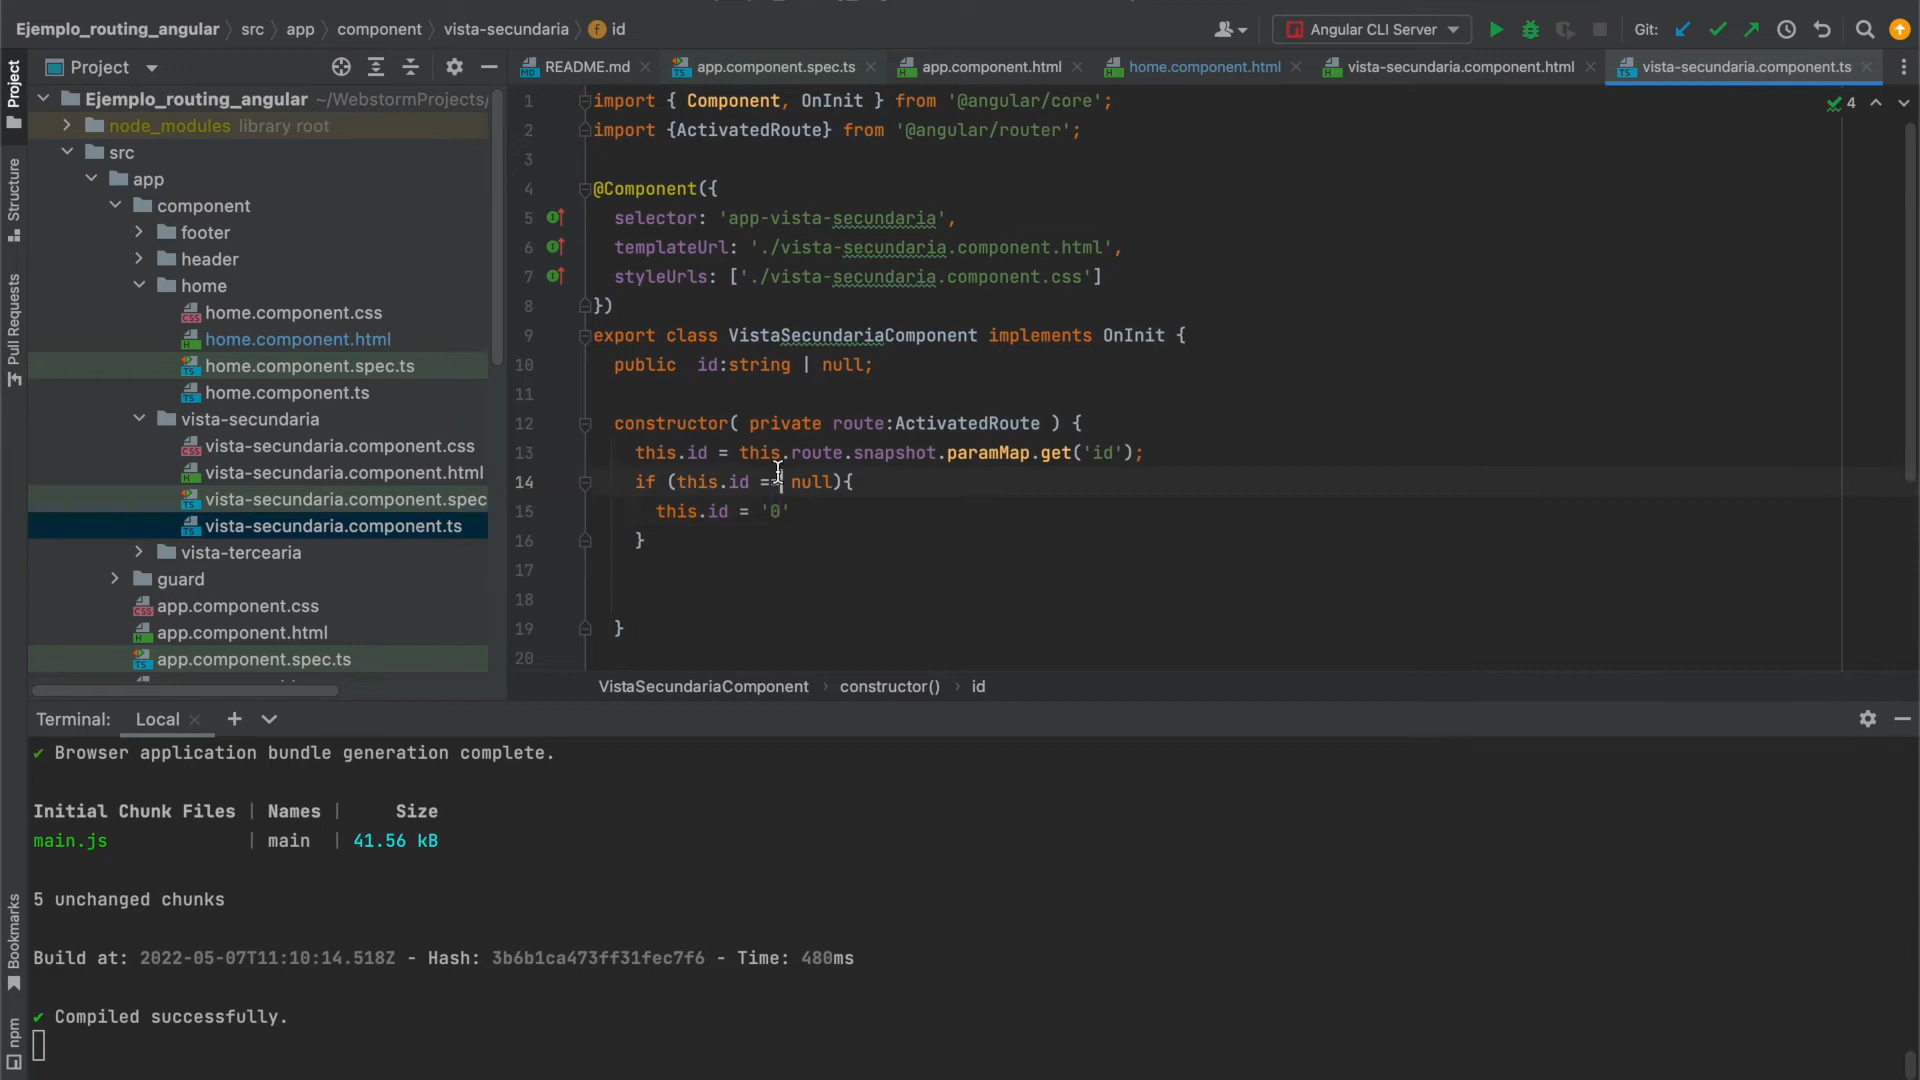 Ejemplo_routing_angular > src > app > component > vista-secundaria > id
Angular CLI Server
Git:
Project
README.md
app.component.spec.ts
app.component.html
home.component.html
vista-secundaria.component.html
vista-secundaria.component.ts
Project
Structure
Pull Requests
Bookmarks
npm
Ejemplo_routing_angular ~/WebstormProjects/
node_modules library root
src
app
component
footer
header
home
home.component.css
home.component.html
home.component.spec.ts
home.component.ts
vista-secundaria
vista-secundaria.component.css
vista-secundaria.component.html
vista-secundaria.component.spec
vista-secundaria.component.ts
vista-tercearia
guard
app.component.css
app.component.html
app.component.spec.ts
4
1 import { Component, OnInit } from '@angular/core';
2 import {ActivatedRoute} from '@angular/router';
3
4 @Component({
5 selector: 'app-vista-secundaria',
6 templateUrl: './vista-secundaria.component.html',
7 styleUrls: ['./vista-secundaria.component.css']
8 })
9 export class VistaSecundariaComponent implements OnInit {
10 public id:string | null;
11
12 constructor( private route:ActivatedRoute ) {
13 this.id = this.route.snapshot.paramMap.get('id');
14 if (this.id == null){
15 this.id = '0'
16 }
17
18
19 }
20
VistaSecundariaComponent > constructor() > id
Terminal: Local
✔ Browser application bundle generation complete.
Initial Chunk Files | Names | Size
main.js | main | 41.56 kB
5 unchanged chunks
Build at: 2022-05-07T11:10:14.518Z - Hash: 3b6b1ca473ff31fec7f6 - Time: 480ms
✔ Compiled successfully.